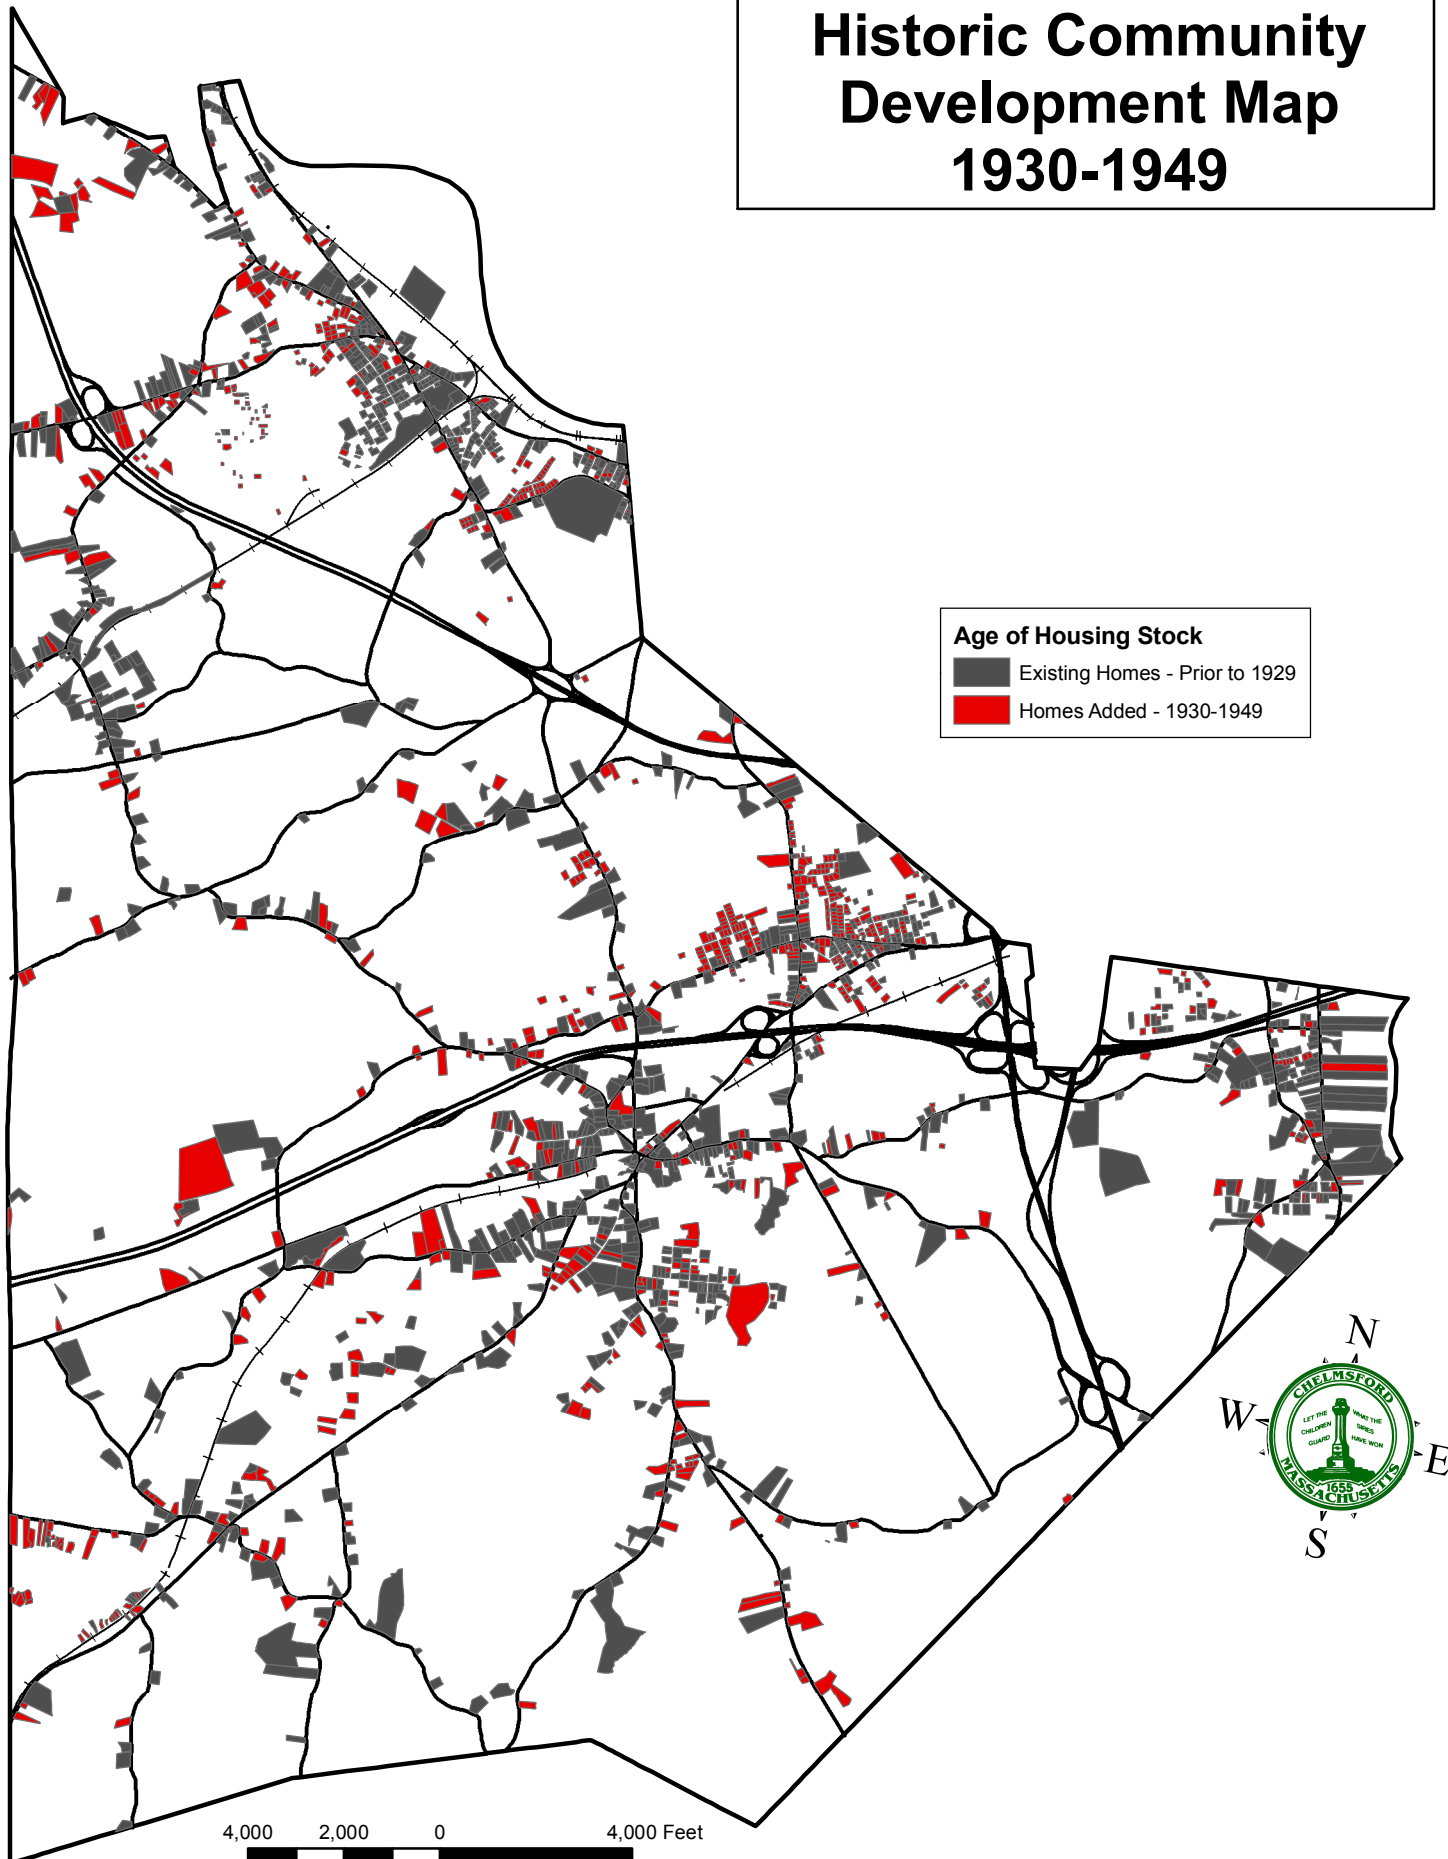 Historic Community
Development Map
1930-1949
Age of Housing Stock
Existing Homes - Prior to 1929
Homes Added - 1930-1949
N
W
E
S
CHELMSFORD
LET THE
CHILDREN
GUARD
WHAT THE
SIRES
HAVE WON
1655
MASSACHUSETTS
4,000 2,000 0 4,000 Feet